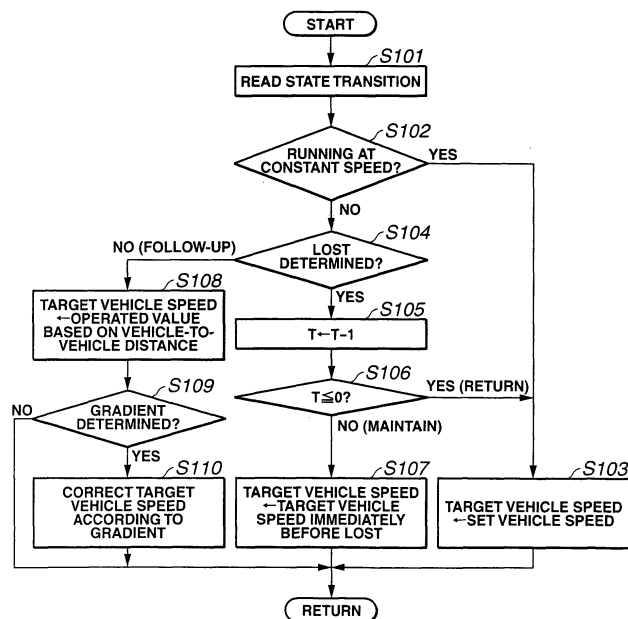 START
S101
READ STATE TRANSITION
S102
RUNNING AT
CONSTANT SPEED?
YES
NO
S104
NO (FOLLOW-UP)
LOST
DETERMINED?
YES
S108
TARGET VEHICLE SPEED
←OPERATED VALUE
BASED ON VEHICLE-TO-
VEHICLE DISTANCE
S105
T←T-1
S106
T≦0?
YES (RETURN)
NO (MAINTAIN)
S109
NO
GRADIENT
DETERMINED?
YES
S110
CORRECT TARGET
VEHICLE SPEED
ACCORDING TO
GRADIENT
S107
TARGET VEHICLE SPEED
←TARGET VEHICLE
SPEED IMMEDIATELY
BEFORE LOST
S103
TARGET VEHICLE SPEED
←SET VEHICLE SPEED
RETURN